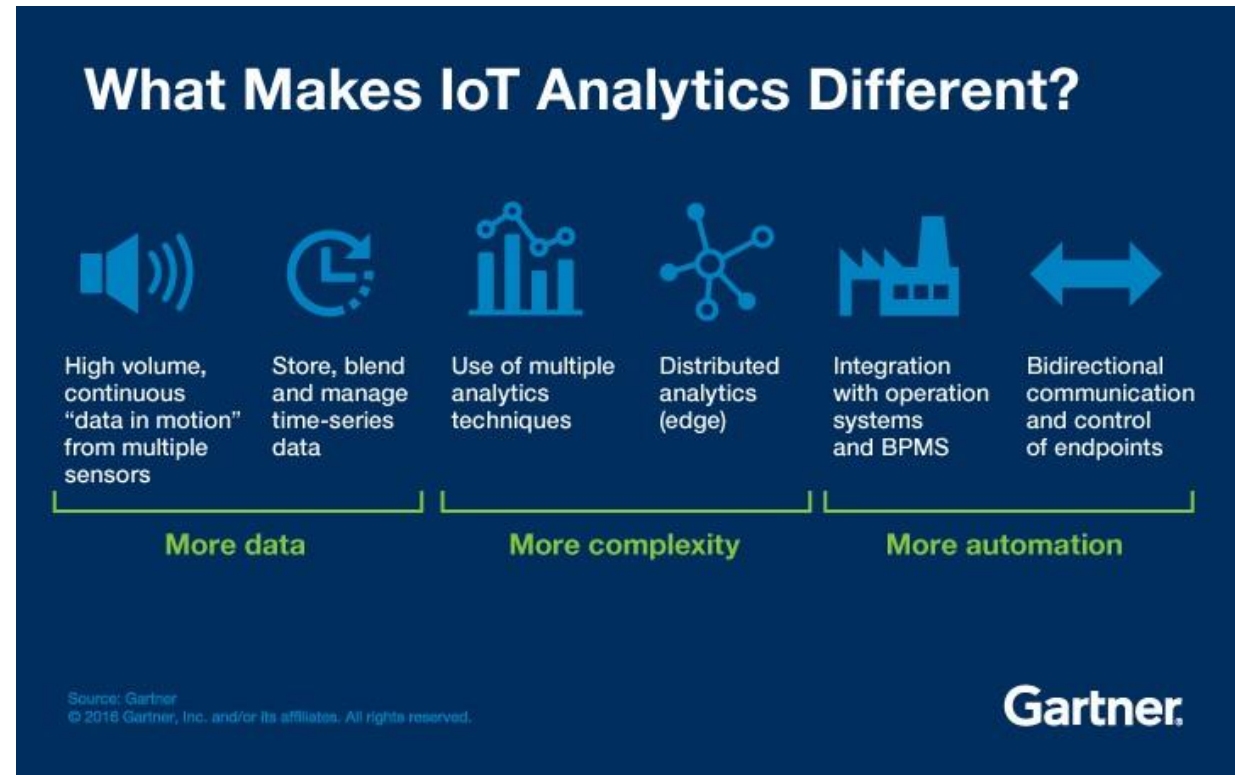 What Makes IoT Analytics Different?
High volume,
continuous
“data in motion”
from multiple
sensors
Store, blend
and manage
time-series
data
Use of multiple
analytics
techniques
Distributed
analytics
(edge)
Integration
with operation
systems
and BPMS
Bidirectional
communication
and control
of endpoints
More data
More complexity
More automation
Source: Gartner
© 2016 Gartner, Inc. and/or its affiliates. All rights reserved.
Gartner